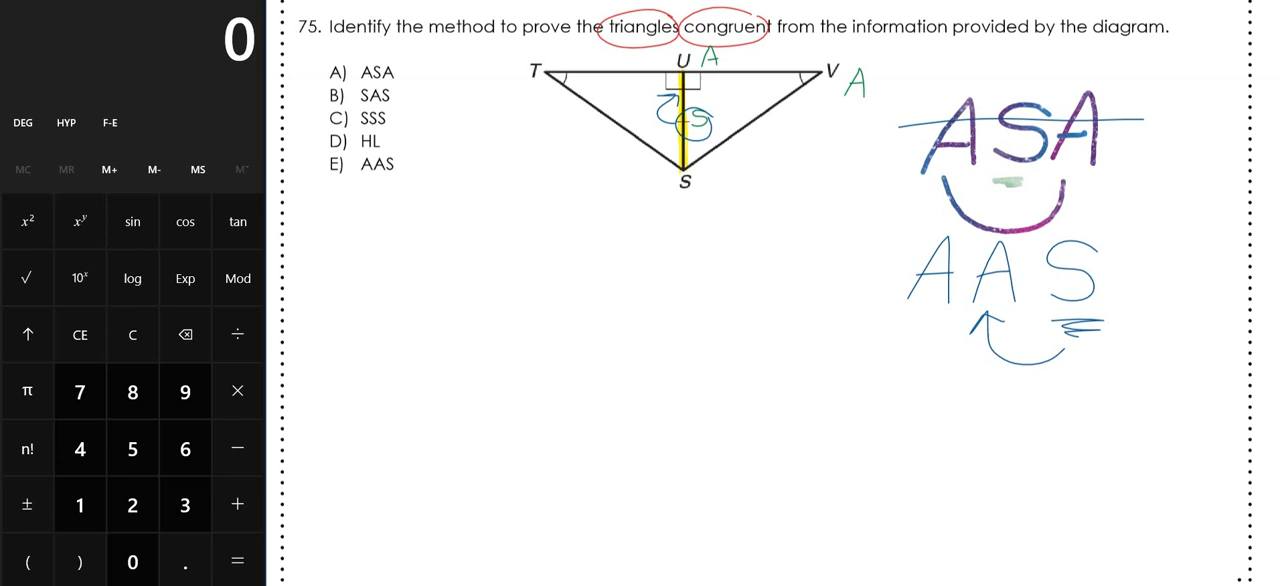 0
DEG HYP F-E
MC MR M+ M- MS M˅
x² xʸ sin cos tan
√ 10ˣ log Exp Mod
↑ CE C ⌫ ÷
π 7 8 9 ×
n! 4 5 6 −
± 1 2 3 +
( ) 0 . =
75. Identify the method to prove the triangles congruent from the information provided by the diagram.
A) ASA
B) SAS
C) SSS
D) HL
E) AAS
U A
T V A
S
S
ASA
AAS